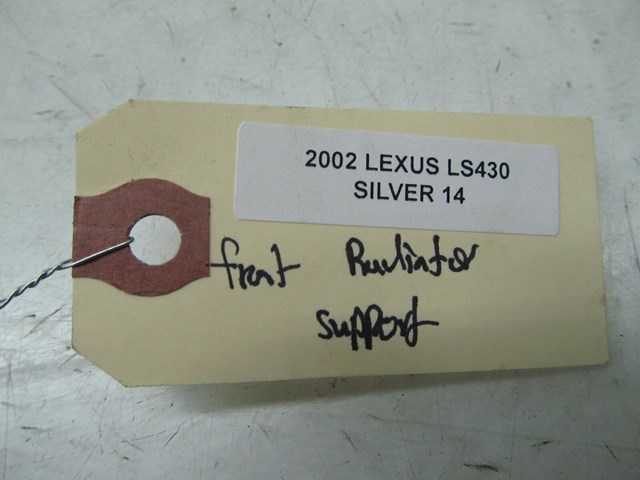 2002 LEXUS LS430
SILVER 14
front Radiator
support